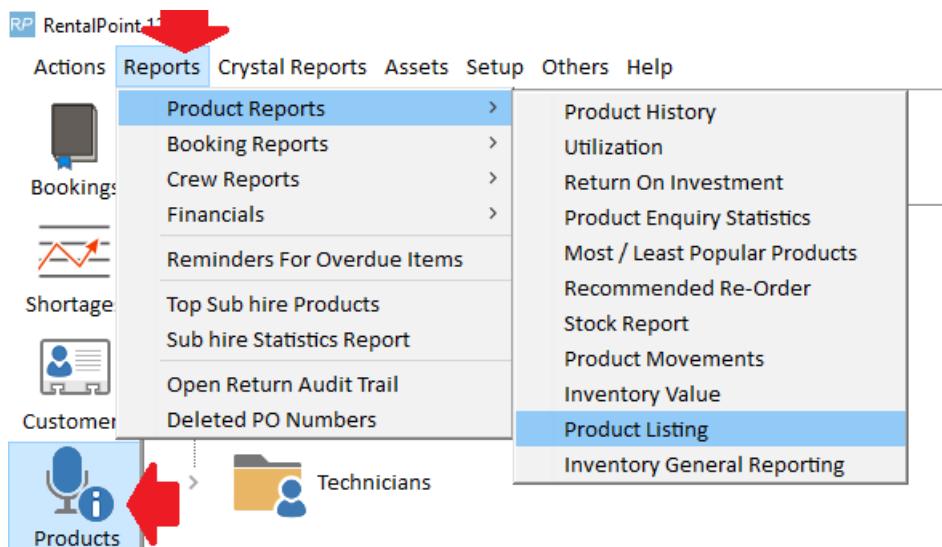 RP RentalPoint 1
Actions Reports Crystal Reports Assets Setup Others Help
Bookings
Shortage
Customer
Products
Product Reports
Booking Reports
Crew Reports
Financials
Reminders For Overdue Items
Top Sub hire Products
Sub hire Statistics Report
Open Return Audit Trail
Deleted PO Numbers
Product History
Utilization
Return On Investment
Product Enquiry Statistics
Most / Least Popular Products
Recommended Re-Order
Stock Report
Product Movements
Inventory Value
Product Listing
Inventory General Reporting
Technicians